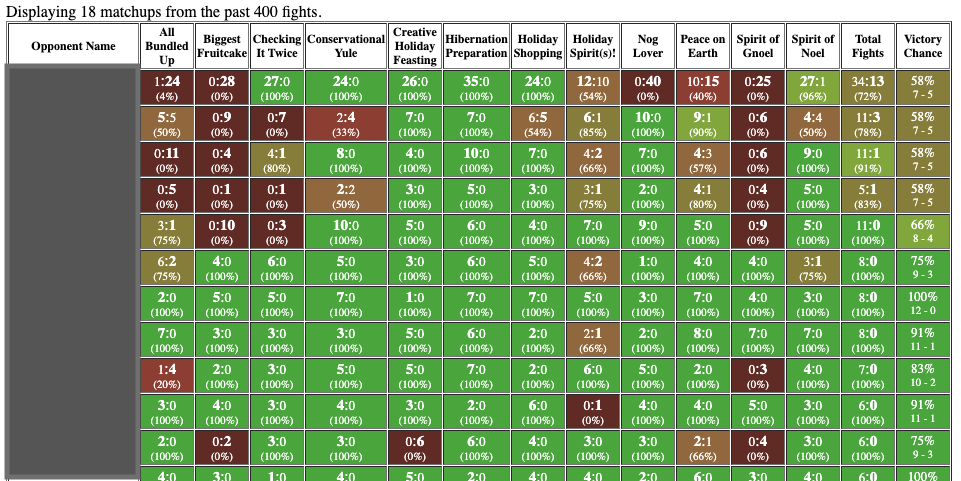 Displaying 18 matchups from the past 400 fights.
Opponent Name All Bundled Up Biggest Fruitcake Checking It Twice Conservational Yule Creative Holiday Feasting Hibernation Preparation Holiday Shopping Holiday Spirit(s)! Nog Lover Peace on Earth Spirit of Gnoel Spirit of Noel Total Fights Victory Chance
1:24 0:28 27:0 24:0 26:0 35:0 24:0 12:10 0:40 10:15 0:25 27:1 34:13 58%
(4%) (0%) (100%) (100%) (100%) (100%) (100%) (54%) (0%) (40%) (0%) (96%) (72%) 7 - 5
5:5 0:9 0:7 2:4 7:0 7:0 6:5 6:1 10:0 9:1 0:6 4:4 11:3 58%
(50%) (0%) (0%) (33%) (100%) (100%) (54%) (85%) (100%) (90%) (0%) (50%) (78%) 7 - 5
0:11 0:4 4:1 8:0 4:0 10:0 7:0 4:2 7:0 4:3 0:6 9:0 11:1 58%
(0%) (0%) (80%) (100%) (100%) (100%) (100%) (66%) (100%) (57%) (0%) (100%) (91%) 7 - 5
0:5 0:1 0:1 2:2 3:0 5:0 3:0 3:1 2:0 4:1 0:4 5:0 5:1 58%
(0%) (0%) (0%) (50%) (100%) (100%) (100%) (75%) (100%) (80%) (0%) (100%) (83%) 7 - 5
3:1 0:10 0:3 10:0 5:0 6:0 4:0 7:0 9:0 5:0 0:9 5:0 11:0 66%
(75%) (0%) (0%) (100%) (100%) (100%) (100%) (100%) (100%) (100%) (0%) (100%) (100%) 8 - 4
6:2 4:0 6:0 5:0 3:0 6:0 5:0 4:2 1:0 4:0 4:0 3:1 8:0 75%
(75%) (100%) (100%) (100%) (100%) (100%) (100%) (66%) (100%) (100%) (100%) (75%) (100%) 9 - 3
2:0 5:0 5:0 7:0 1:0 7:0 7:0 5:0 3:0 7:0 4:0 3:0 8:0 100%
(100%) (100%) (100%) (100%) (100%) (100%) (100%) (100%) (100%) (100%) (100%) (100%) (100%) 12 - 0
7:0 3:0 3:0 3:0 5:0 6:0 2:0 2:1 2:0 8:0 7:0 7:0 8:0 91%
(100%) (100%) (100%) (100%) (100%) (100%) (100%) (66%) (100%) (100%) (100%) (100%) (100%) 11 - 1
1:4 2:0 3:0 5:0 5:0 7:0 2:0 6:0 5:0 2:0 0:3 4:0 7:0 83%
(20%) (100%) (100%) (100%) (100%) (100%) (100%) (100%) (100%) (100%) (0%) (100%) (100%) 10 - 2
3:0 4:0 3:0 4:0 3:0 2:0 6:0 0:1 4:0 4:0 5:0 3:0 6:0 91%
(100%) (100%) (100%) (100%) (100%) (100%) (100%) (0%) (100%) (100%) (100%) (100%) (100%) 11 - 1
2:0 0:2 3:0 3:0 0:6 6:0 4:0 3:0 3:0 2:1 0:4 3:0 6:0 75%
(100%) (0%) (100%) (100%) (0%) (100%) (100%) (100%) (100%) (66%) (0%) (100%) (100%) 9 - 3
4:0 3:0 1:0 4:0 5:0 2:0 4:0 4:0 2:0 6:0 3:0 4:0 6:0 100%